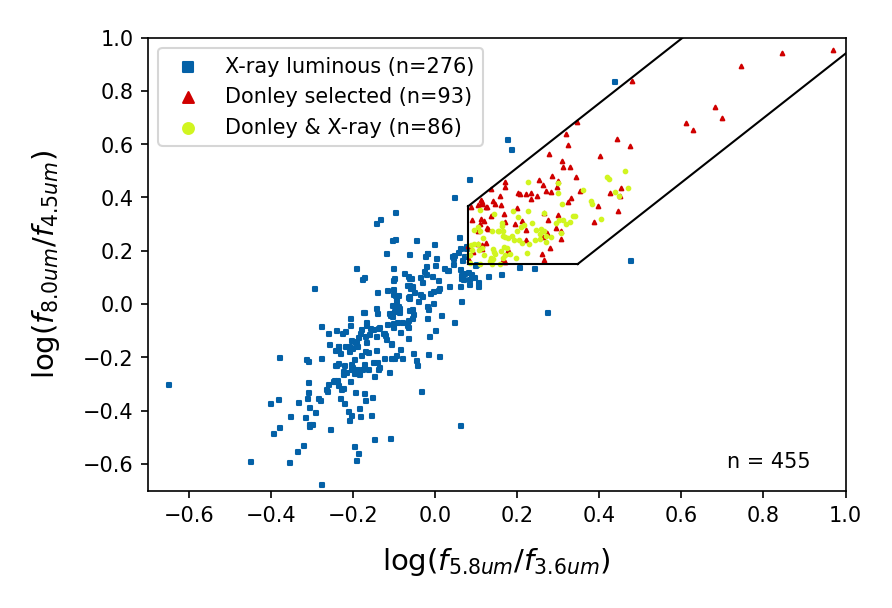 1.0
0.8
0.6
0.4
0.2
0.0
−0.2
−0.4
−0.6
log(f8.0um/f4.5um)
X-ray luminous (n=276)
Donley selected (n=93)
Donley & X-ray (n=86)
n = 455
−0.6 −0.4 −0.2 0.0 0.2 0.4 0.6 0.8 1.0
log(f5.8um/f3.6um)